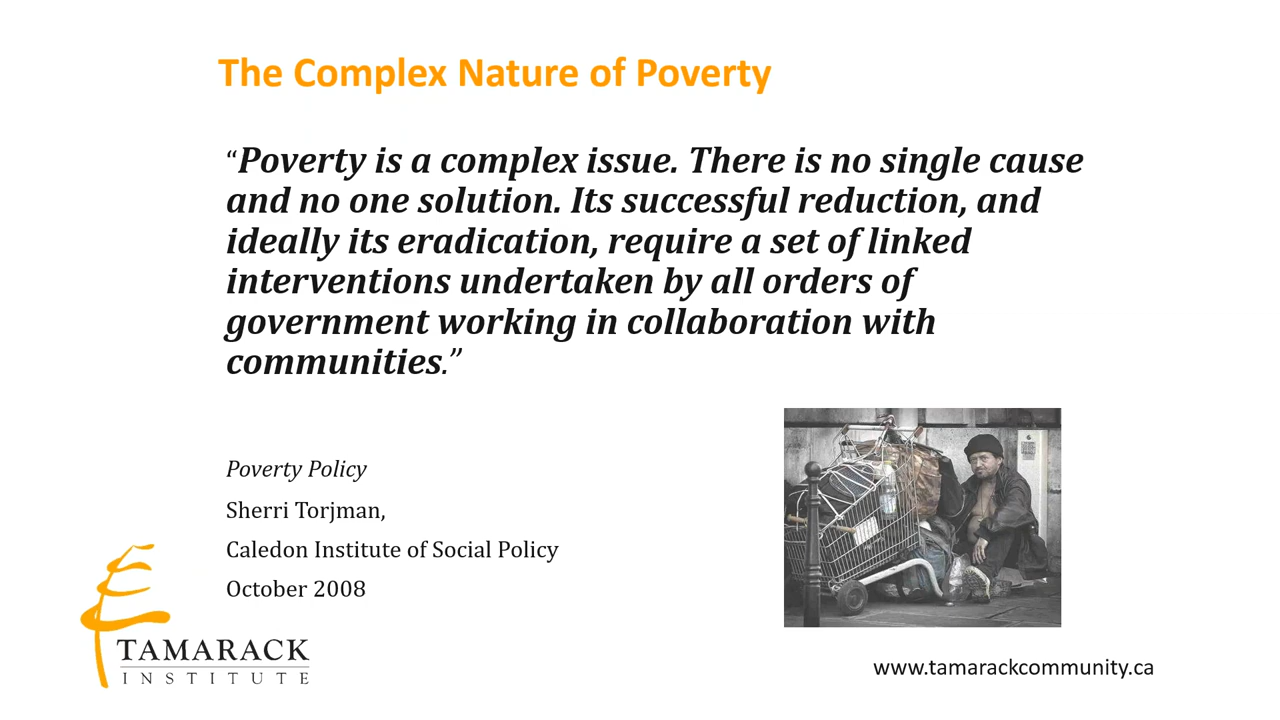 The Complex Nature of Poverty
“Poverty is a complex issue. There is no single cause
and no one solution. Its successful reduction, and
ideally its eradication, require a set of linked
interventions undertaken by all orders of
government working in collaboration with
communities.”
Poverty Policy
Sherri Torjman,
Caledon Institute of Social Policy
October 2008
TAMARACK
INSTITUTE
www.tamarackcommunity.ca